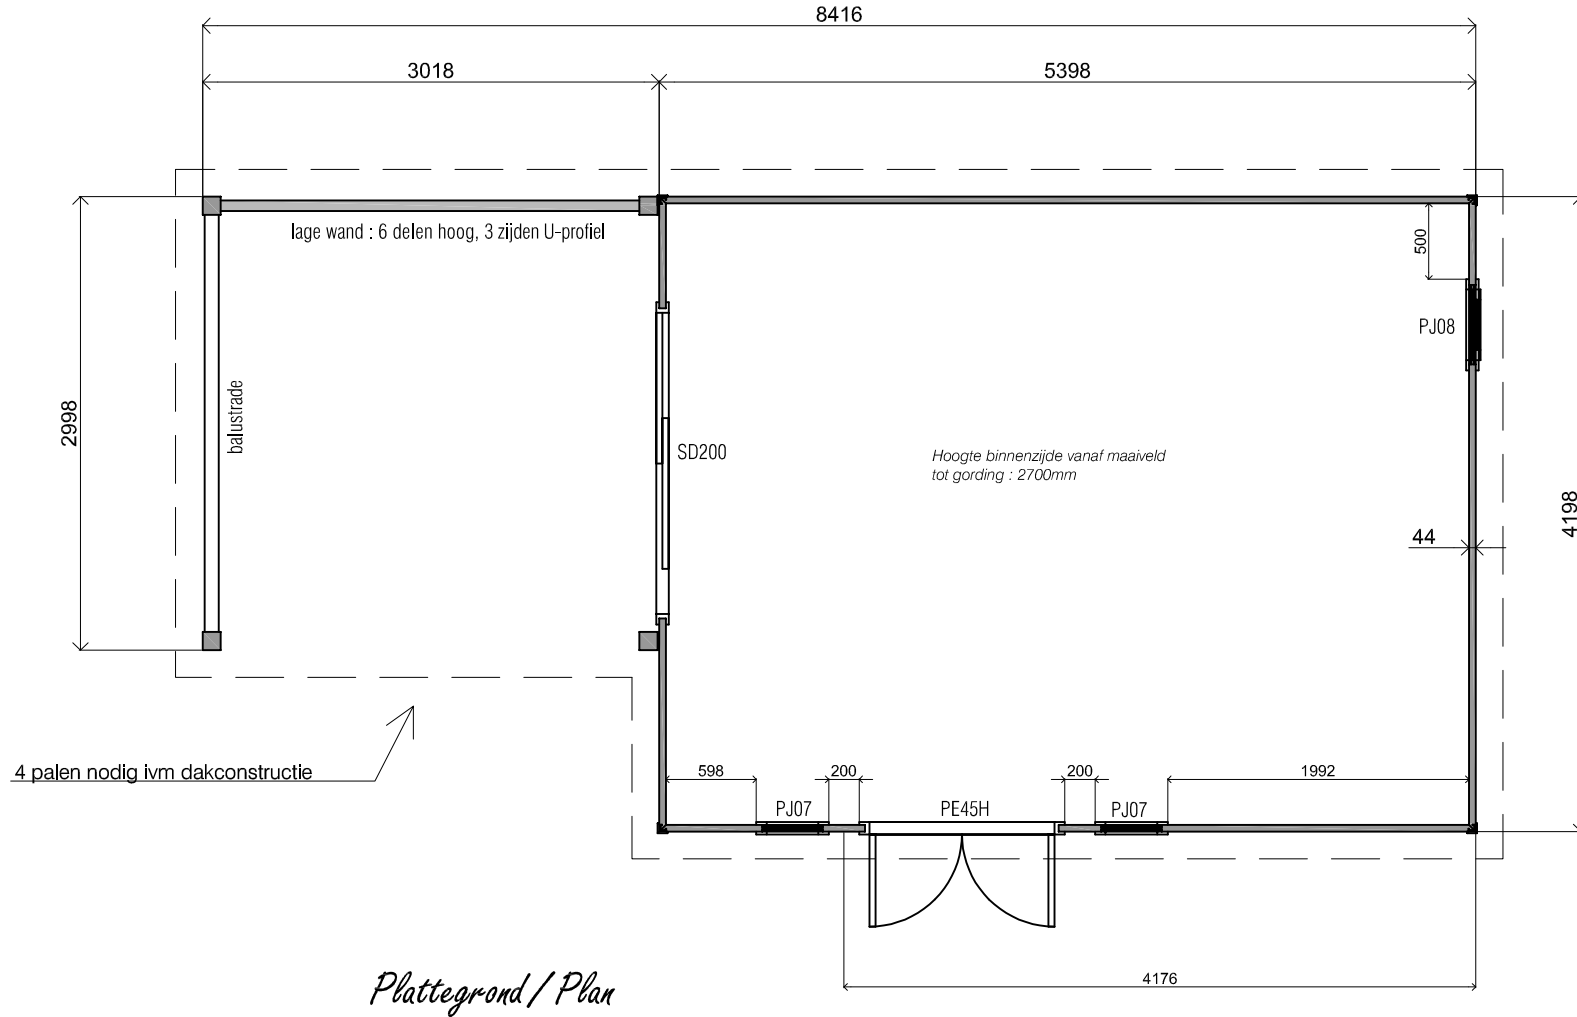 8416
3018
5398
lage wand : 6 delen hoog, 3 zijden U-profiel
500
PJ08
balustrade
2998
SD200
Hoogte binnenzijde vanaf maaiveld
tot gording : 2700mm
4198
44
4 palen nodig ivm dakconstructie
598
200
200
1992
PJ07
PE45H
PJ07
4176
Plattegrond / Plan